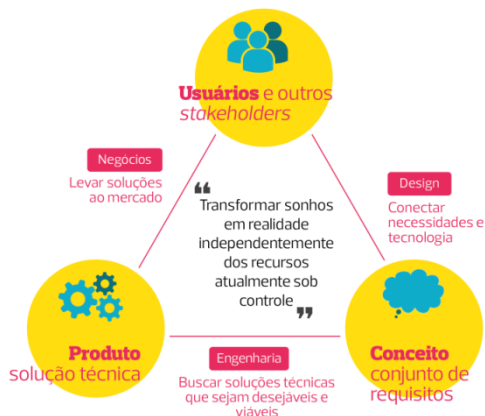 Usuários e outros
stakeholders
Negócios
Levar soluções
ao mercado
Design
Conectar
necessidades e
tecnologia
“
Transformar sonhos
em realidade
independentemente
dos recursos
atualmente sob
controle
”
Produto
solução técnica
Engenharia
Buscar soluções técnicas
que sejam desejáveis e
viáveis
Conceito
conjunto de
requisitos